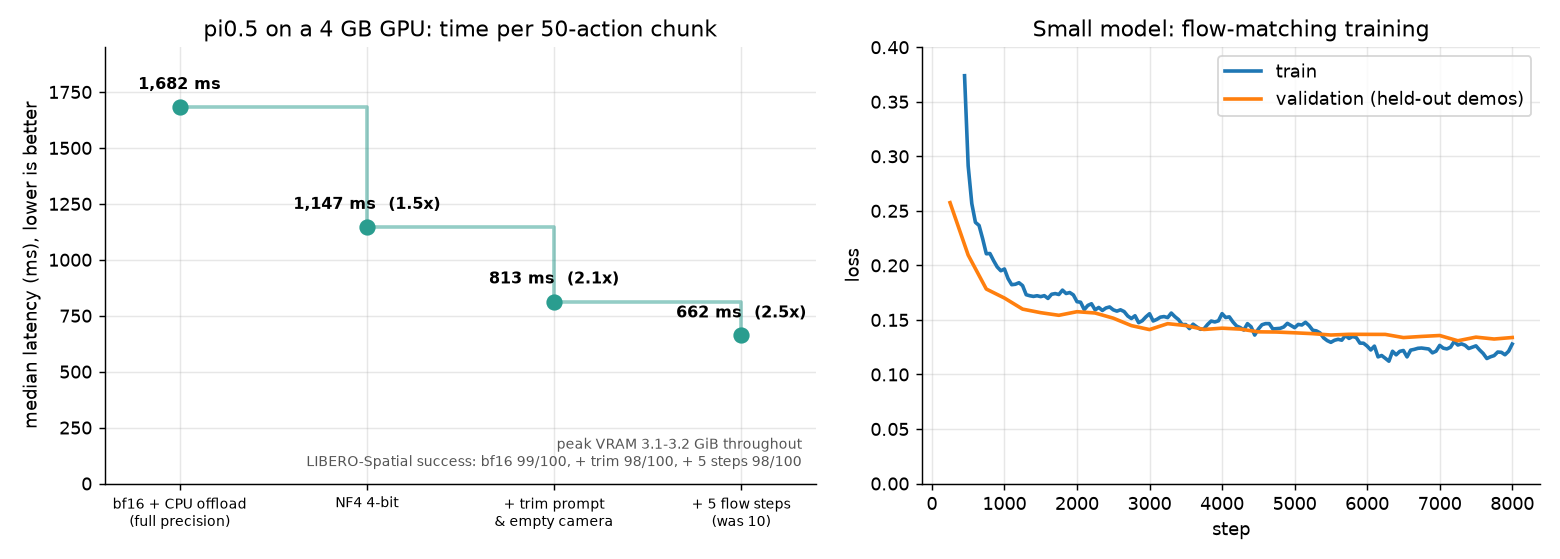 pi0.5 on a 4 GB GPU: time per 50-action chunk
median latency (ms), lower is better
1750
1500
1250
1000
750
500
250
0
1,682 ms
1,147 ms (1.5x)
813 ms (2.1x)
662 ms (2.5x)
peak VRAM 3.1-3.2 GiB throughout
LIBERO-Spatial success: bf16 99/100, + trim 98/100, + 5 steps 98/100
bf16 + CPU offload
(full precision)
NF4 4-bit
+ trim prompt
& empty camera
+ 5 flow steps
(was 10)
Small model: flow-matching training
loss
0.40
0.35
0.30
0.25
0.20
0.15
0.10
0.05
0.00
train
validation (held-out demos)
0 1000 2000 3000 4000 5000 6000 7000 8000
step